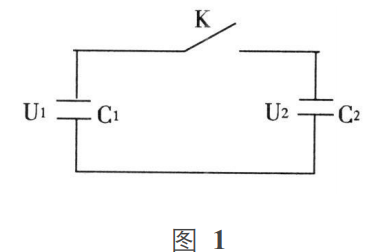 K
U₁ C₁ U₂ C₂
图 1